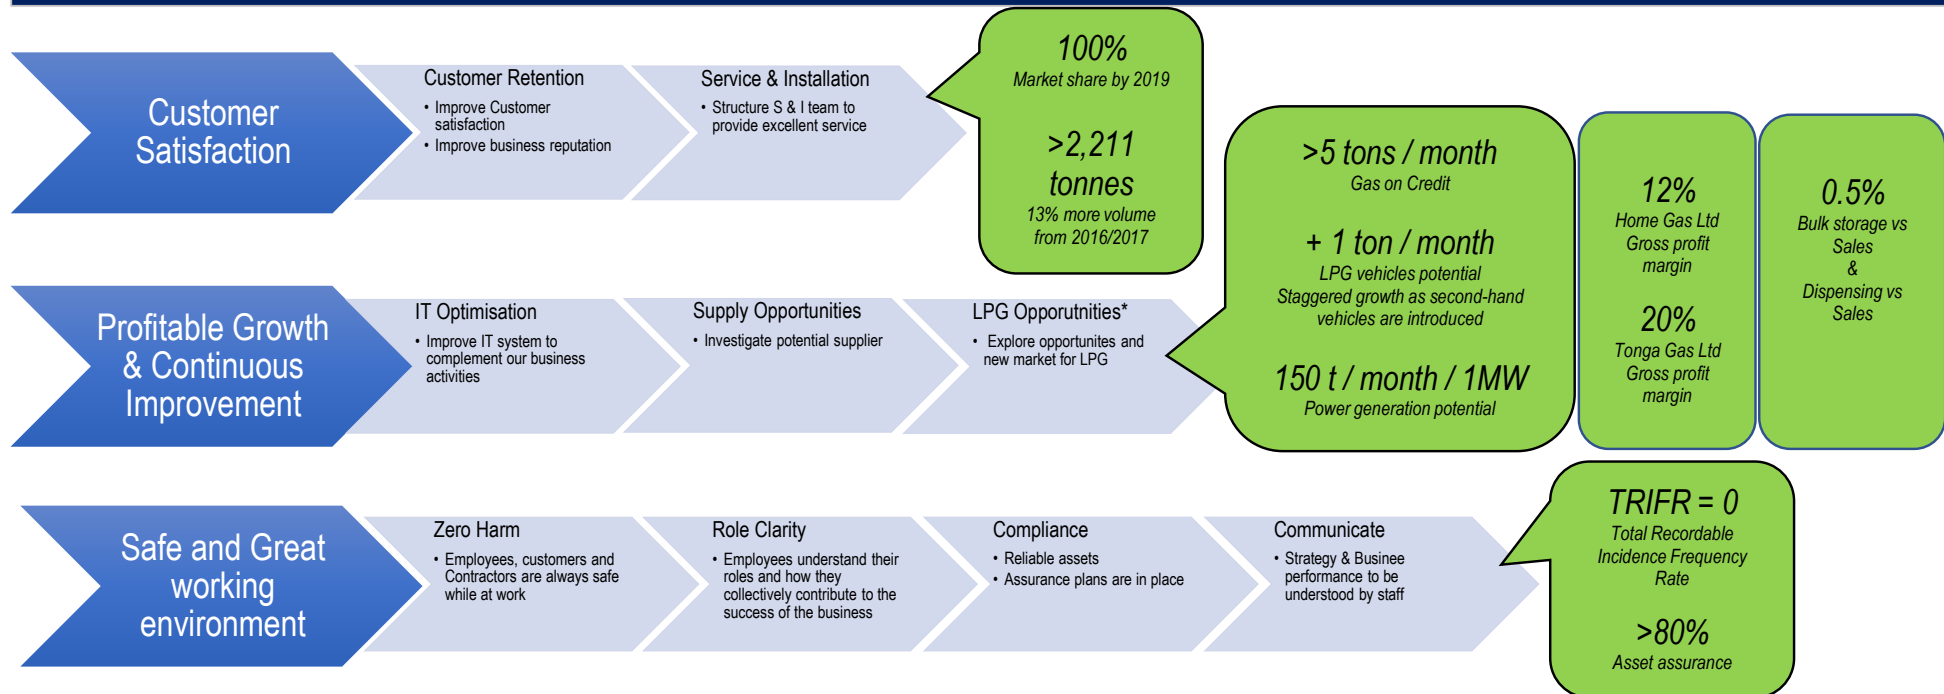 Customer
Satisfaction
Customer Retention
• Improve Customer
satisfaction
• Improve business reputation
Service & Installation
• Structure S & I team to
provide excellent service
100%
Market share by 2019
>2,211
tonnes
13% more volume
from 2016/2017
Profitable Growth
& Continuous
Improvement
IT Optimisation
• Improve IT system to
complement our business
activities
Supply Opportunities
• Investigate potential supplier
LPG Opporutnities*
• Explore opportunites and
new market for LPG
>5 tons / month
Gas on Credit
+ 1 ton / month
LPG vehicles potential
Staggered growth as second-hand
vehicles are introduced
150 t / month / 1MW
Power generation potential
12%
Home Gas Ltd
Gross profit
margin
20%
Tonga Gas Ltd
Gross profit
margin
0.5%
Bulk storage vs
Sales
&
Dispensing vs
Sales
Safe and Great
working
environment
Zero Harm
• Employees, customers and
Contractors are always safe
while at work
Role Clarity
• Employees understand their
roles and how they
collectively contribute to the
success of the business
Compliance
• Reliable assets
• Assurance plans are in place
Communicate
• Strategy & Businee
performance to be
understood by staff
TRIFR = 0
Total Recordable
Incidence Frequency
Rate
>80%
Asset assurance